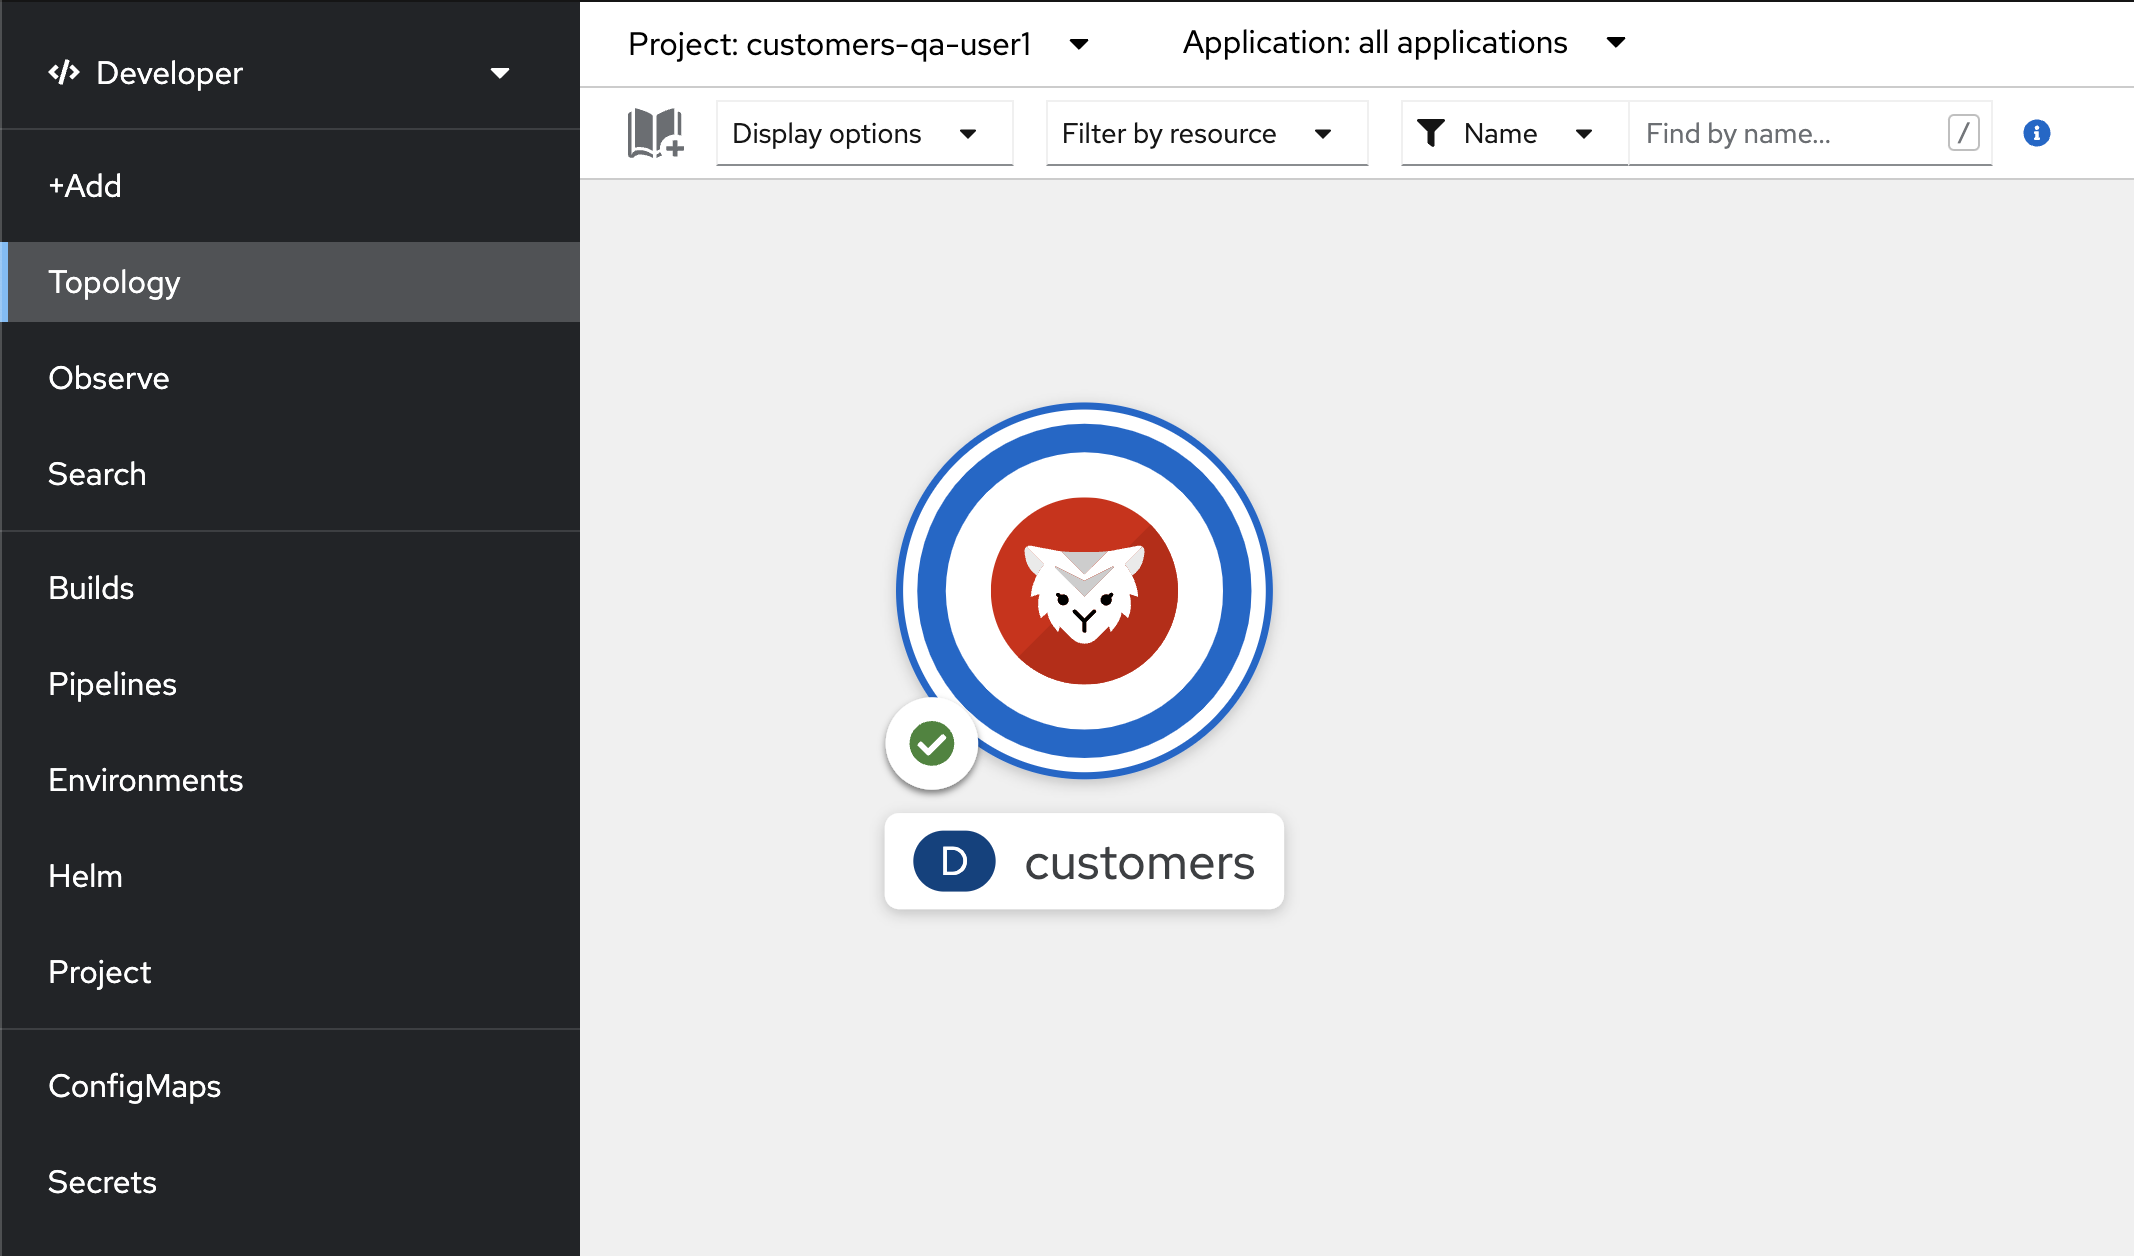 Developer
+Add
Topology
Observe
Search
Builds
Pipelines
Environments
Helm
Project
ConfigMaps
Secrets
Project: customers-qa-user1
Application: all applications
Display options
Filter by resource
Name
Find by name...
/
D customers